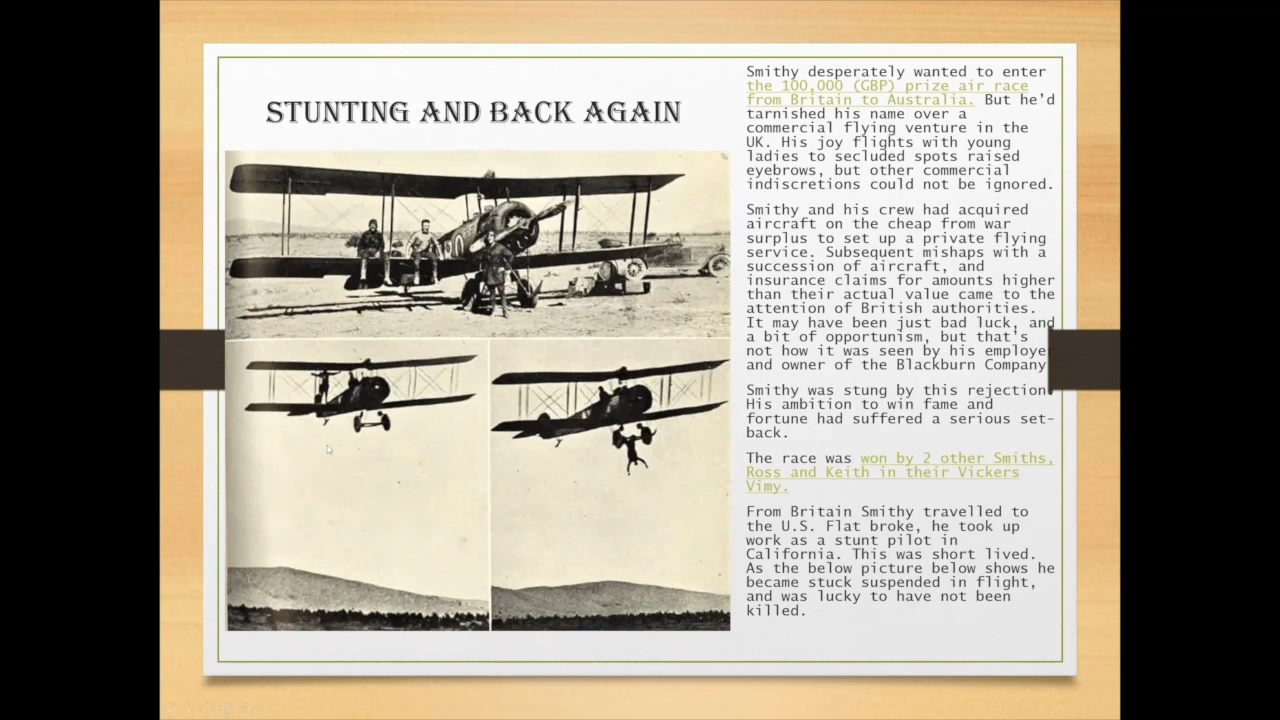 STUNTING AND BACK AGAIN
Smithy desperately wanted to enter
the 100,000 (GBP) prize air race
from Britain to Australia. But he’d
tarnished his name over a
commercial flying venture in the
UK. His joy flights with young
ladies to secluded spots raised
eyebrows, but other commercial
indiscretions could not be ignored.
Smithy and his crew had acquired
aircraft on the cheap from war
surplus to set up a private flying
service. Subsequent mishaps with a
succession of aircraft, and
insurance claims for amounts higher
than their actual value came to the
attention of British authorities.
It may have been just bad luck, and
a bit of opportunism, but that’s
not how it was seen by his employe
and owner of the Blackburn Company
Smithy was stung by this rejection.
His ambition to win fame and
fortune had suffered a serious set-
back.
The race was won by 2 other Smiths,
Ross and Keith in their Vickers
Vimy.
From Britain Smithy travelled to
the U.S. Flat broke, he took up
work as a stunt pilot in
California. This was short lived.
As the below picture below shows he
became stuck suspended in flight,
and was lucky to have not been
killed.